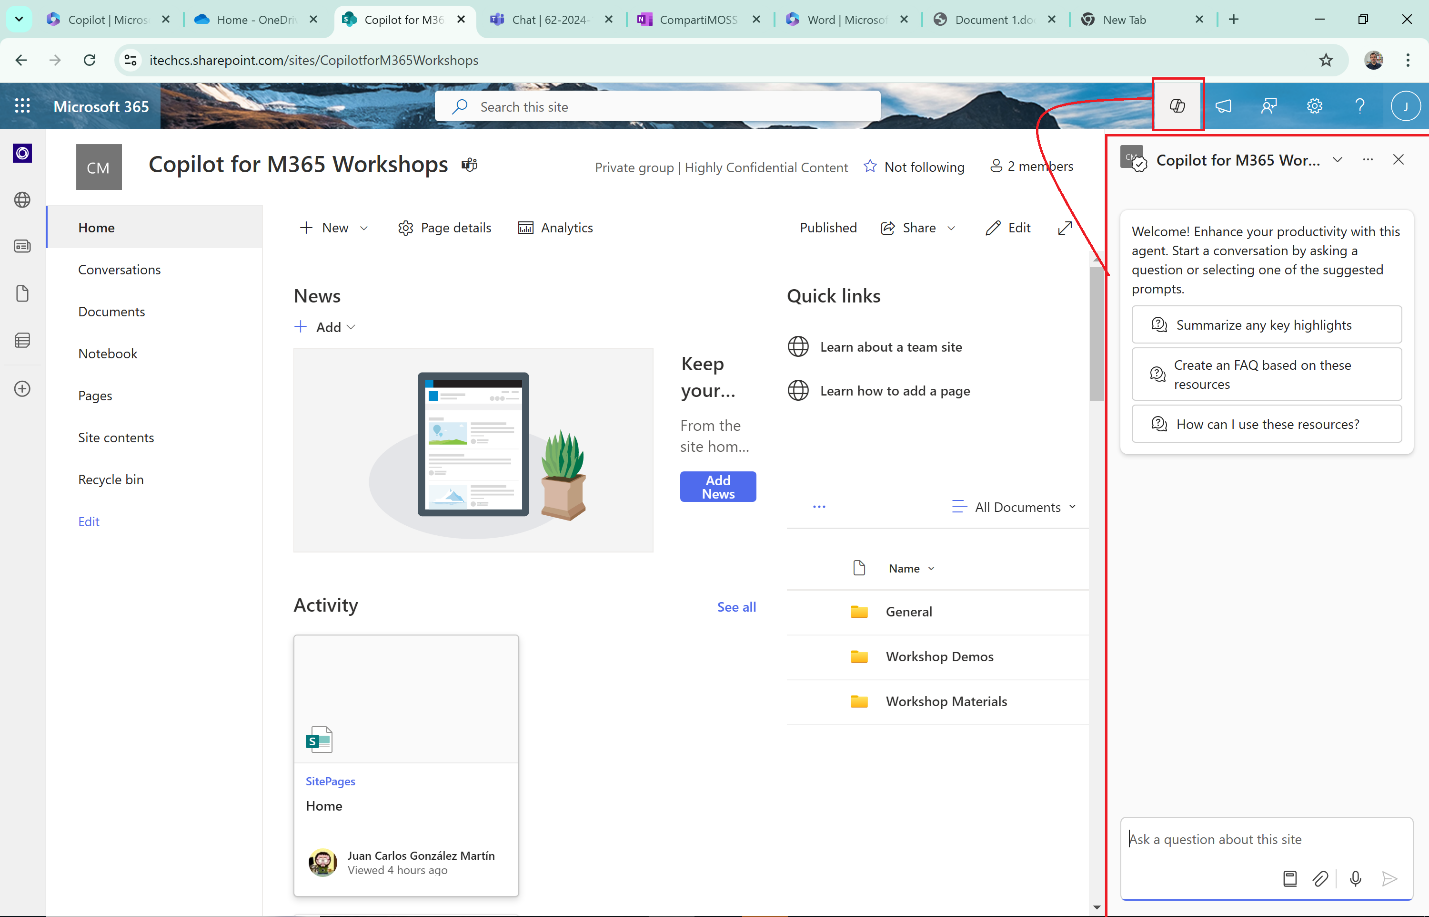 Copilot | Micros
Home - OneDri
Copilot for M36
Chat | 62-2024-
CompartiMOSS
Word | Microso
Document 1.do
New Tab
itechcs.sharepoint.com/sites/CopilotforM365Workshops
Microsoft 365
Search this site
J
CM
Copilot for M365 Workshops
Private group | Highly Confidential Content
Not following
2 members
Home
Conversations
Documents
Notebook
Pages
Site contents
Recycle bin
Edit
New
Page details
Analytics
Published
Share
Edit
News
Add
Keep
your...
From the
site hom...
Add
News
Quick links
Learn about a team site
Learn how to add a page
... All Documents
Name
General
Workshop Demos
Workshop Materials
Activity
See all
S
SitePages
Home
Juan Carlos González Martín
Viewed 4 hours ago
CM
Copilot for M365 Wor...
Welcome! Enhance your productivity with this
agent. Start a conversation by asking a
question or selecting one of the suggested
prompts.
Summarize any key highlights
Create an FAQ based on these
resources
How can I use these resources?
Ask a question about this site